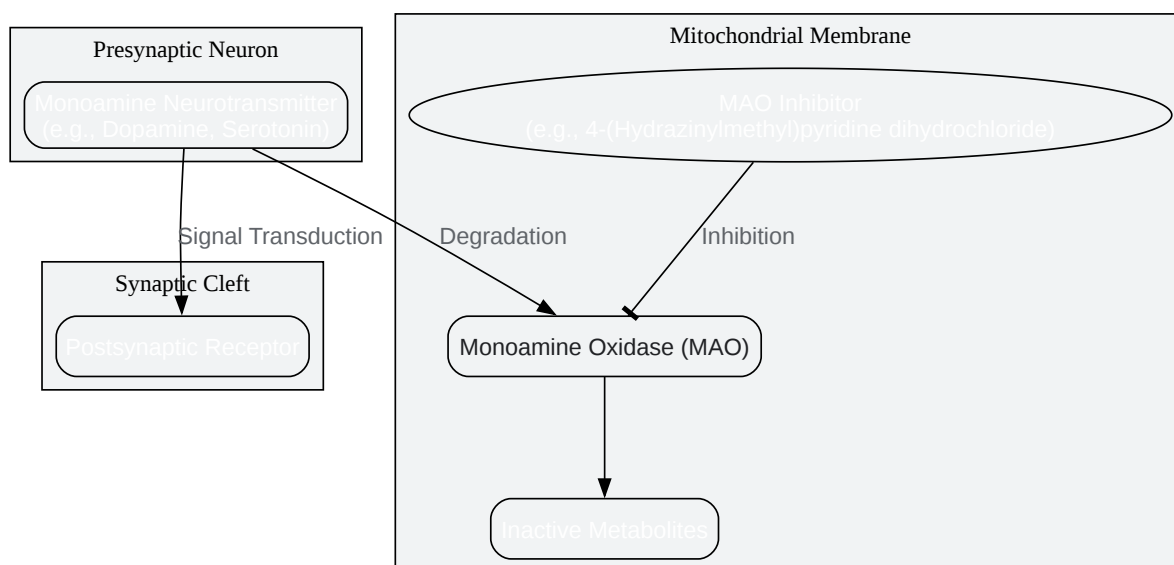 Presynaptic Neuron
Monoamine Neurotransmitter
(e.g., Dopamine, Serotonin)
Mitochondrial Membrane
MAO Inhibitor
(e.g., 4-(Hydrazinylmethyl)pyridine dihydrochloride)
Signal Transduction
Degradation
Inhibition
Synaptic Cleft
Postsynaptic Receptor
Monoamine Oxidase (MAO)
Inactive Metabolites